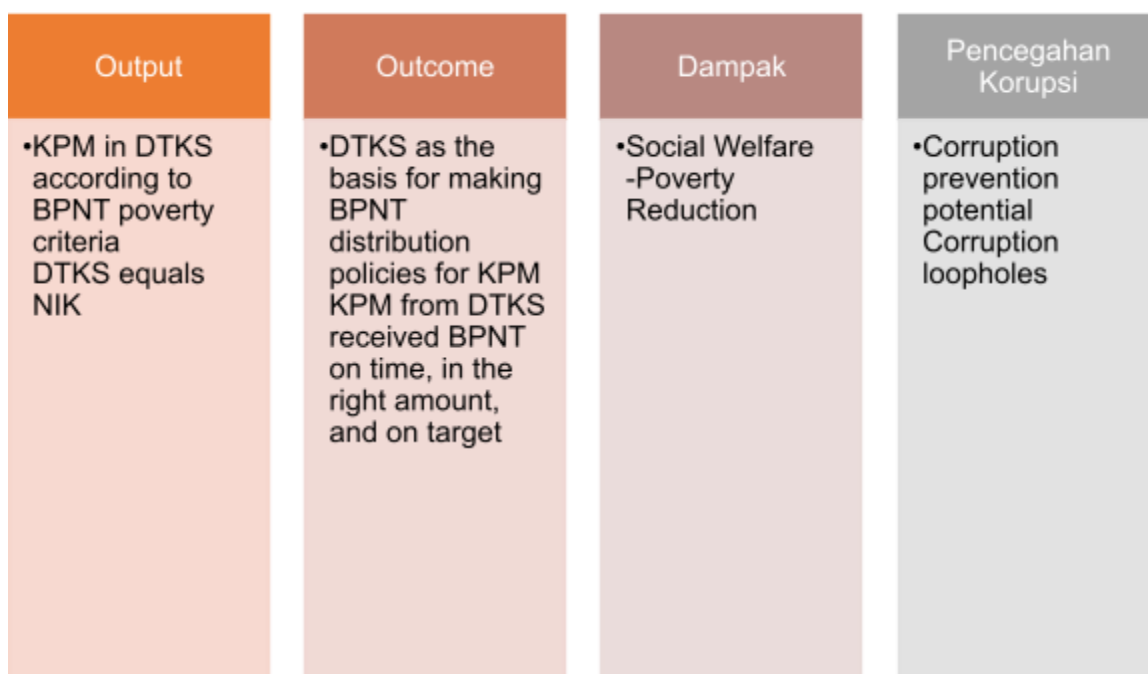 Output
•KPM in DTKS
according to
BPNT poverty
criteria
DTKS equals
NIK
Outcome
•DTKS as the
basis for making
BPNT
distribution
policies for KPM
KPM from DTKS
received BPNT
on time, in the
right amount,
and on target
Dampak
•Social Welfare
-Poverty
Reduction
Pencegahan
Korupsi
•Corruption
prevention
potential
Corruption
loopholes